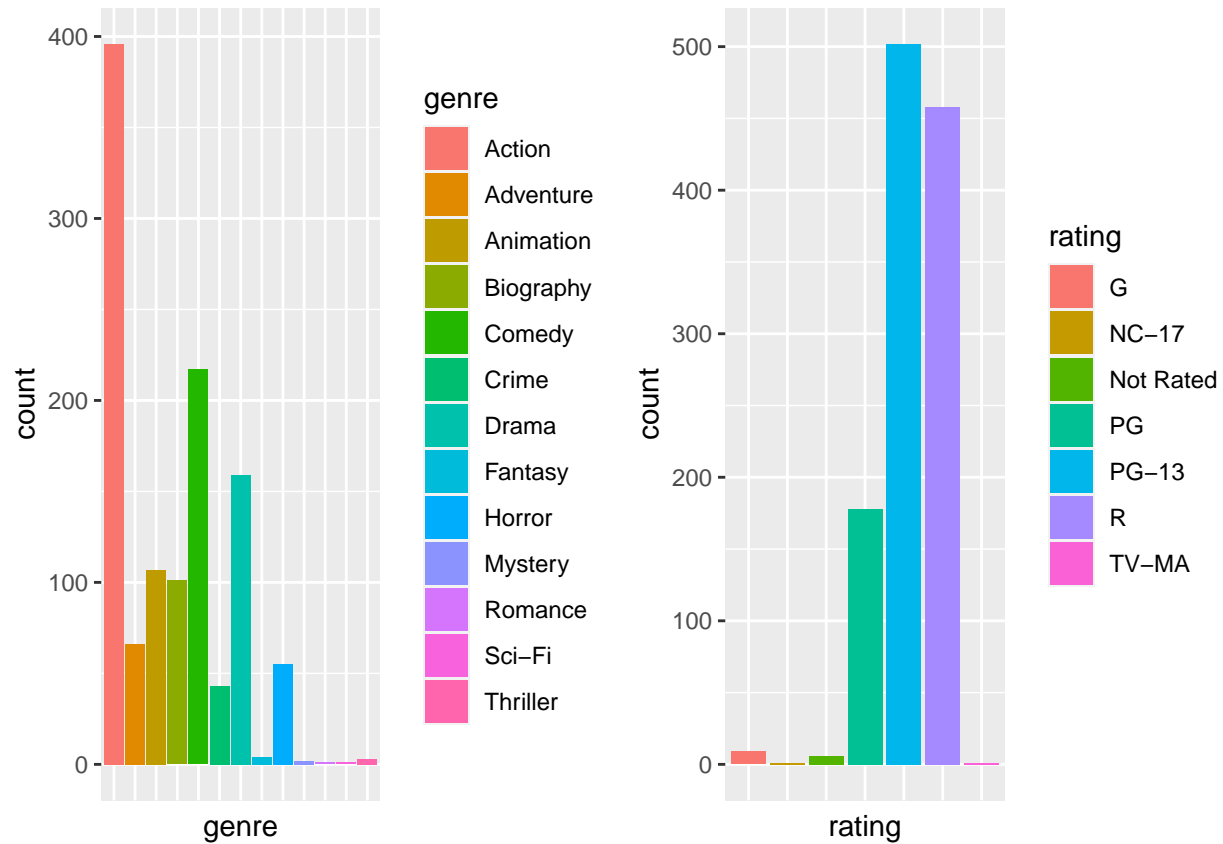 400
300
200
100
0
count
genre
genre
Action
Adventure
Animation
Biography
Comedy
Crime
Drama
Fantasy
Horror
Mystery
Romance
Sci−Fi
Thriller
500
400
300
200
100
0
count
rating
rating
G
NC−17
Not Rated
PG
PG−13
R
TV−MA